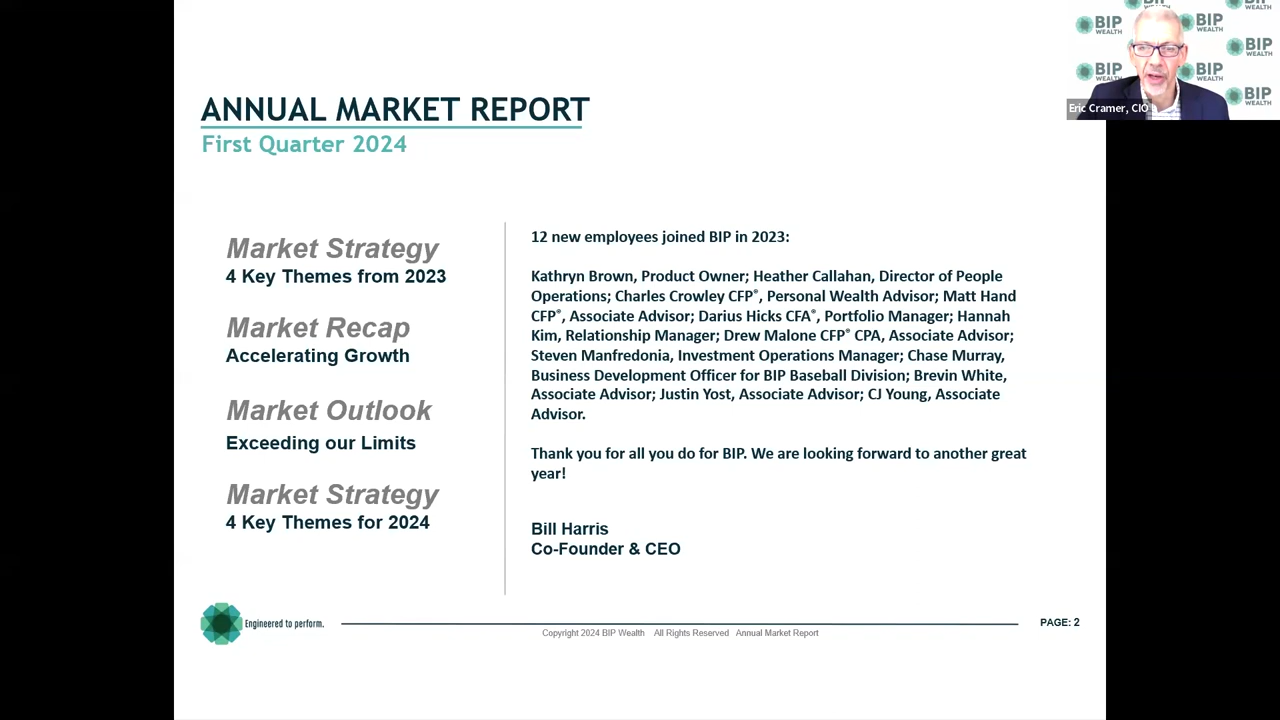 ANNUAL MARKET REPORT
First Quarter 2024
Market Strategy
4 Key Themes from 2023
Market Recap
Accelerating Growth
Market Outlook
Exceeding our Limits
Market Strategy
4 Key Themes for 2024
12 new employees joined BIP in 2023:
Kathryn Brown, Product Owner; Heather Callahan, Director of People
Operations; Charles Crowley CFP®, Personal Wealth Advisor; Matt Hand
CFP®, Associate Advisor; Darius Hicks CFA®, Portfolio Manager; Hannah
Kim, Relationship Manager; Drew Malone CFP® CPA, Associate Advisor;
Steven Manfredonia, Investment Operations Manager; Chase Murray,
Business Development Officer for BIP Baseball Division; Brevin White,
Associate Advisor; Justin Yost, Associate Advisor; CJ Young, Associate
Advisor.
Thank you for all you do for BIP. We are looking forward to another great
year!
Bill Harris
Co-Founder & CEO
Engineered to perform.
Copyright 2024 BIP Wealth All Rights Reserved Annual Market Report
PAGE: 2
BIP
WEALTH
BIP
WEALTH
BIP
WEALTH
BIP
WEALTH
BIP
WEALTH
BIP
WEALTH
Eric Cramer, CIO